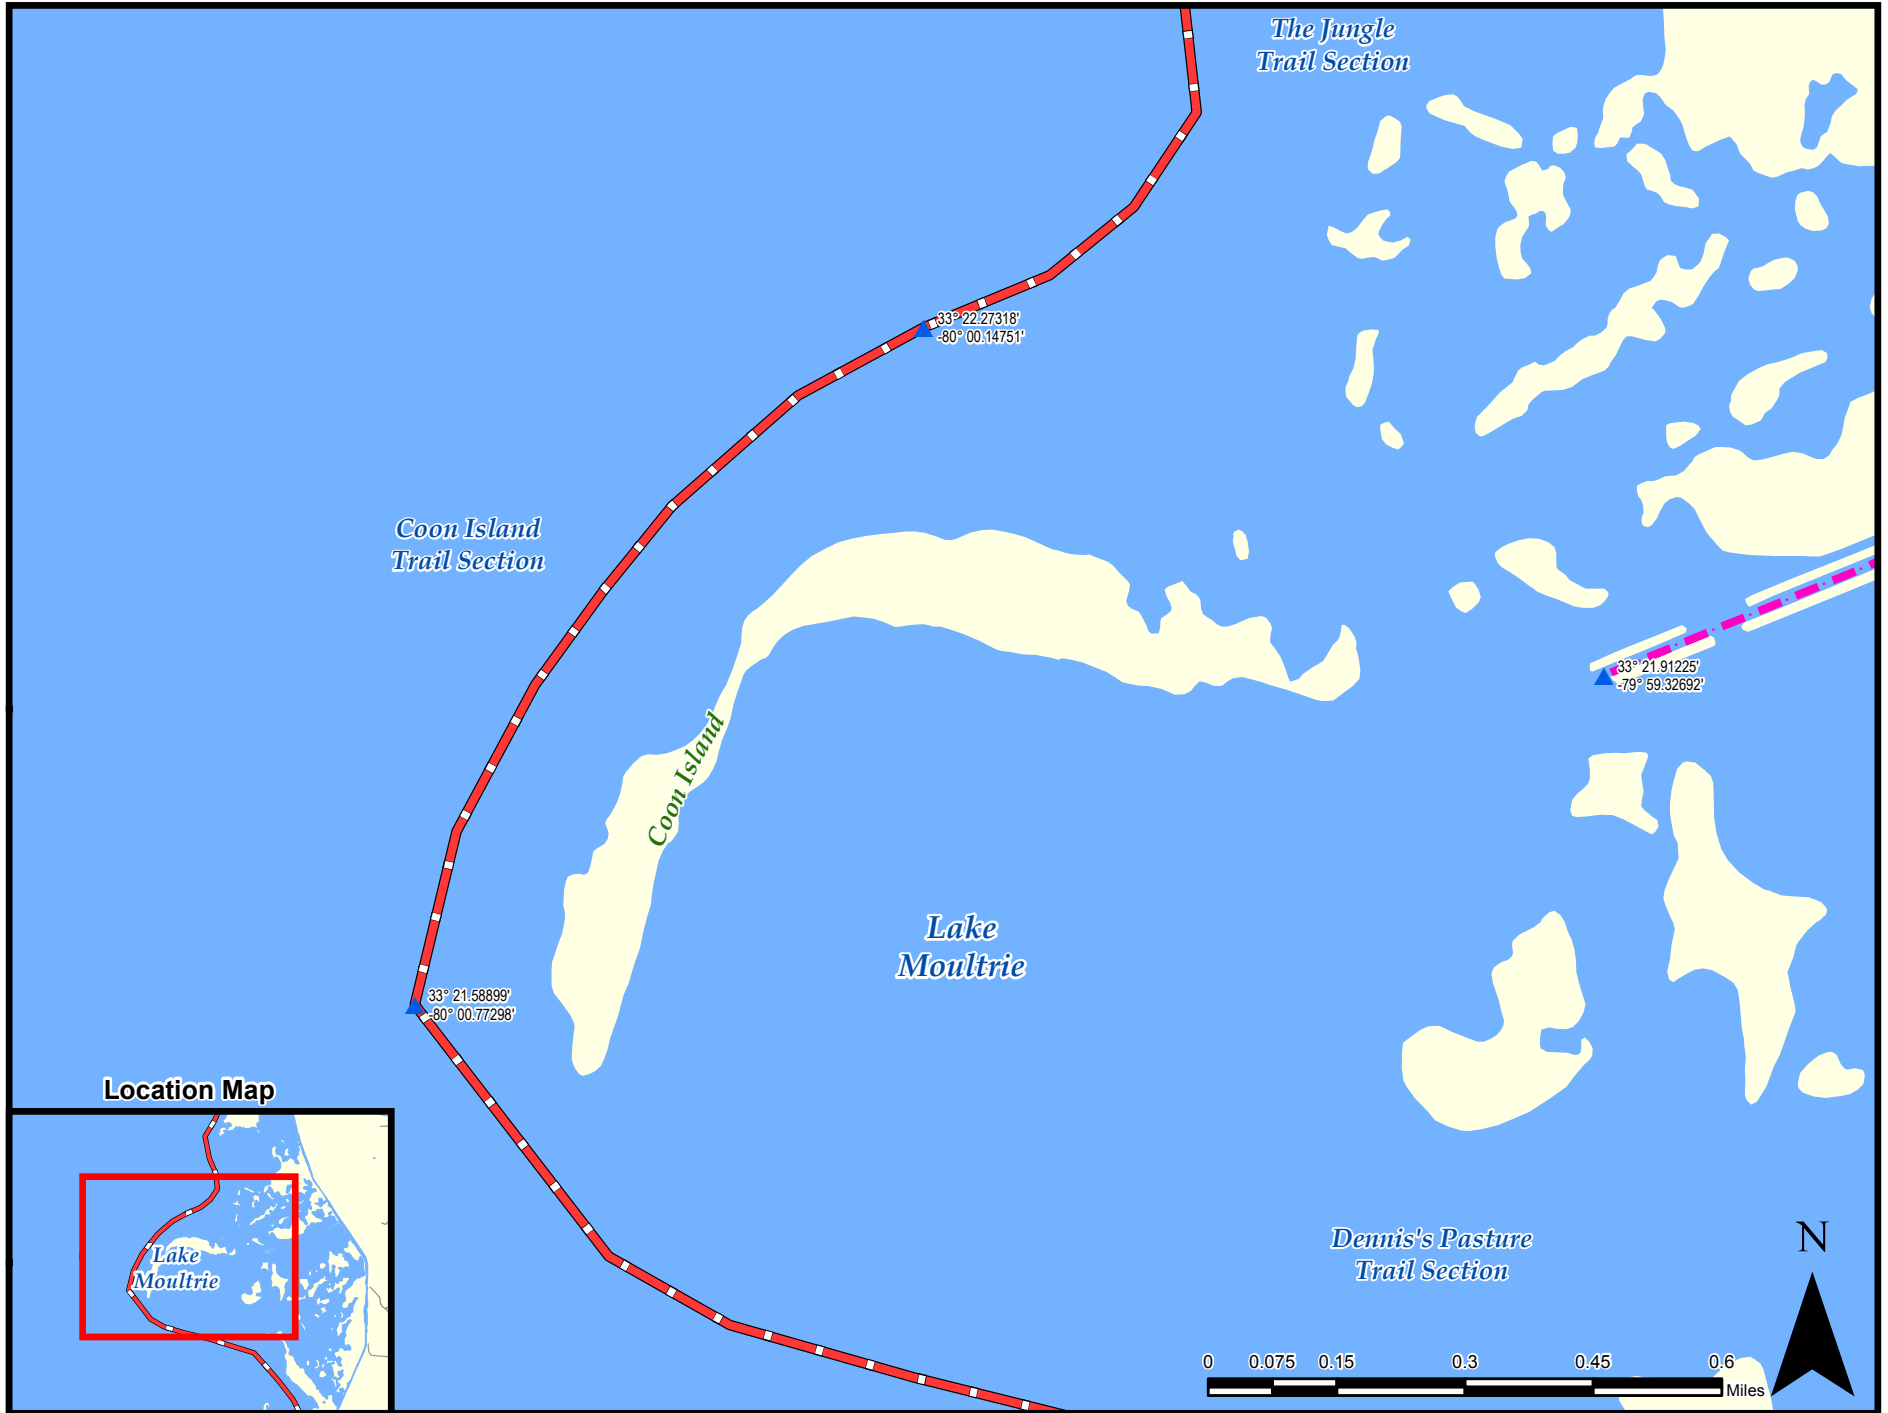 The Jungle
Trail Section
33° 22.27318'
-80° 00.14751'
Coon Island
Trail Section
33° 21.91225'
-79° 59.32692'
Coon Island
Lake
Moultrie
33° 21.58899'
-80° 00.77298'
Location Map
Lake
Moultrie
Dennis's Pasture
Trail Section
N
0 0.075 0.15 0.3 0.45 0.6
Miles